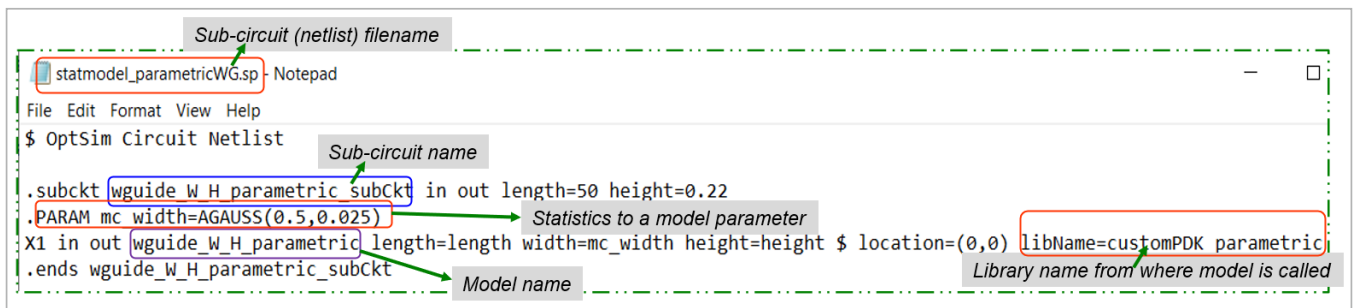 Sub-circuit (netlist) filename
statmodel_parametricWG.sp - Notepad
File Edit Format View Help
$ OptSim Circuit Netlist
Sub-circuit name
.subckt wguide_W_H_parametric_subCkt in out length=50 height=0.22
.PARAM mc_width=AGAUSS(0.5,0.025)
Statistics to a model parameter
X1 in out wguide_W_H_parametric length=length width=mc_width height=height $ location=(0,0) libName=customPDK_parametric
.ends wguide_W_H_parametric_subCkt
Library name from where model is called
Model name